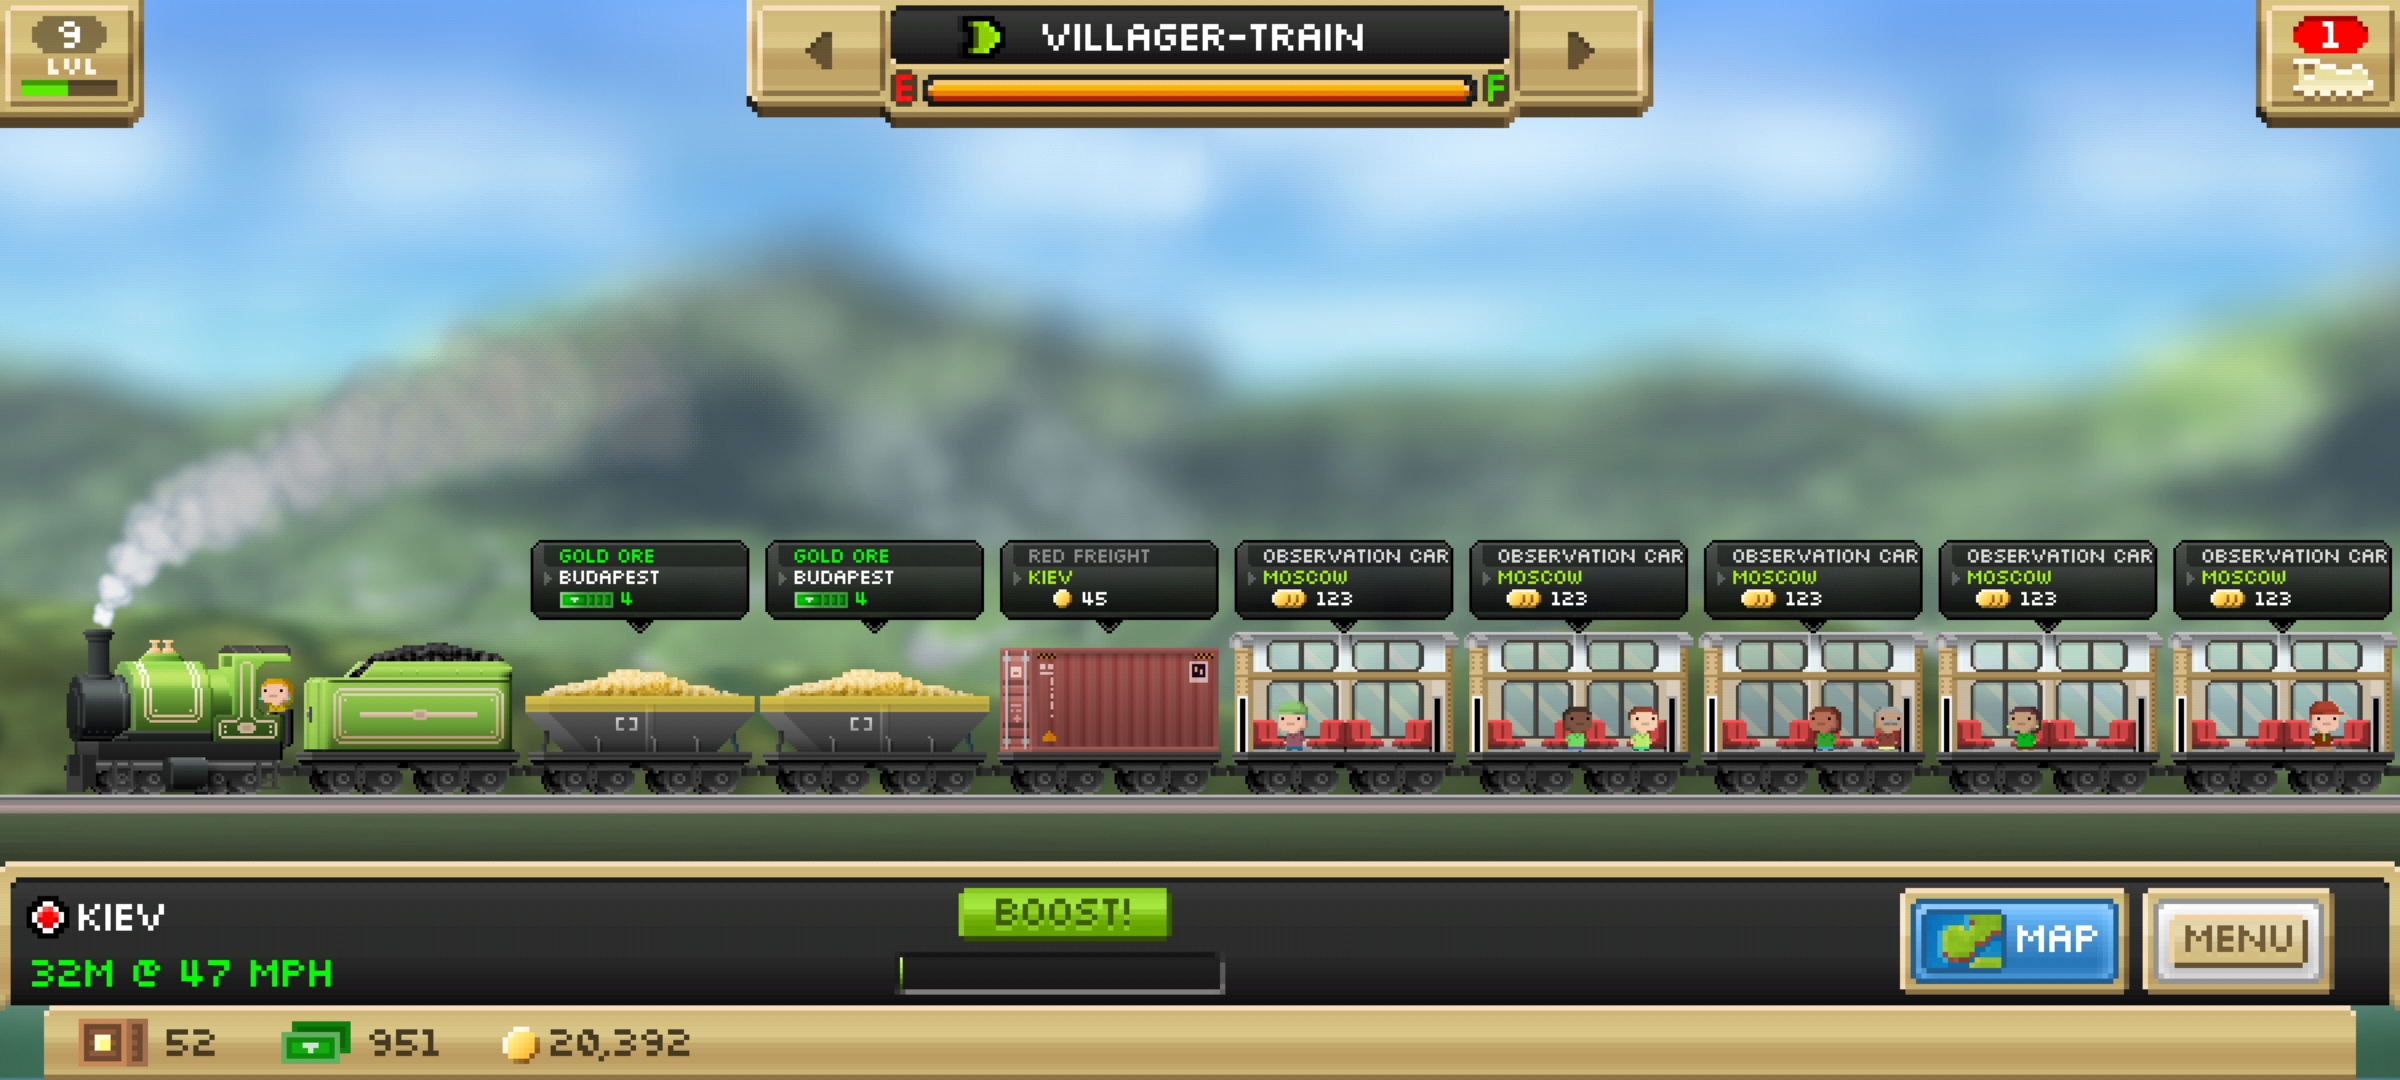 9
LVL
VILLAGER-TRAIN
E
F
1
GOLD ORE
BUDAPEST
4
GOLD ORE
BUDAPEST
4
RED FREIGHT
KIEV
45
OBSERVATION CAR
MOSCOW
123
OBSERVATION CAR
MOSCOW
123
OBSERVATION CAR
MOSCOW
123
OBSERVATION CAR
MOSCOW
123
OBSERVATION CAR
MOSCOW
123
KIEV
32M @ 47 MPH
BOOST!
MAP
MENU
52
951
20,392